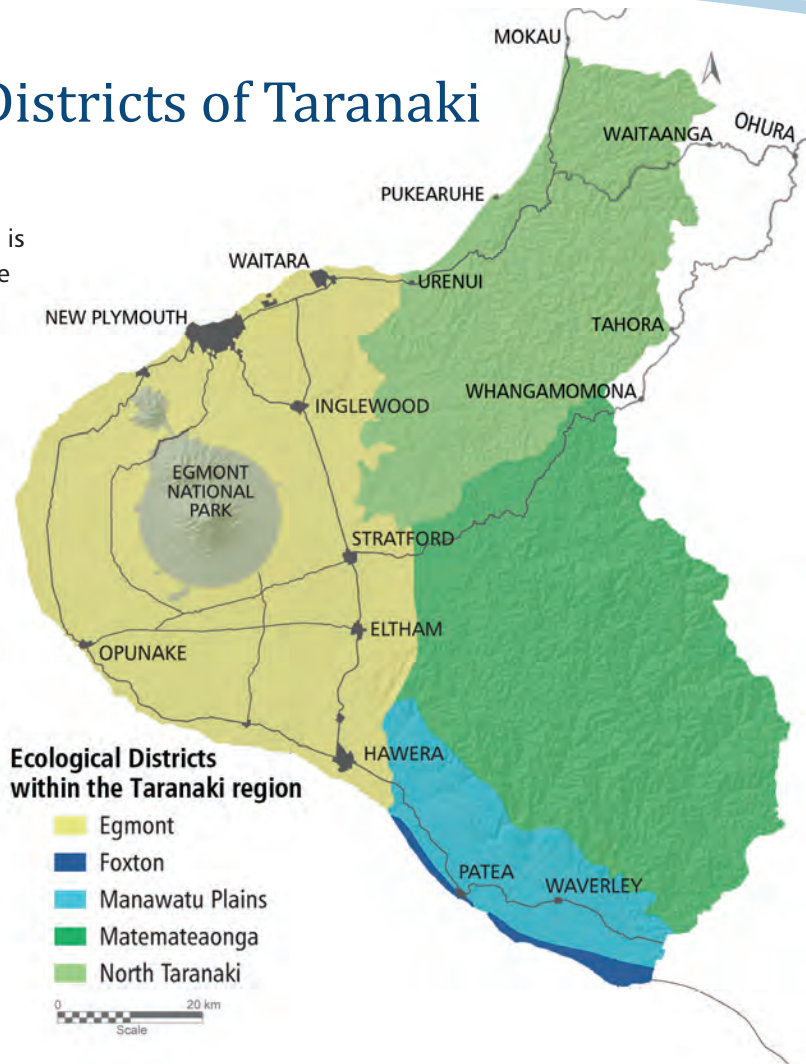 Districts of Taranaki
is
e
MOKAU
WAITAANGA
OHURA
PUKEARUHE
WAITARA
URENUI
NEW PLYMOUTH
TAHORA
WHANGAMOMONA
INGLEWOOD
EGMONT
NATIONAL
PARK
STRATFORD
ELTHAM
OPUNAKE
HAWERA
PATEA
WAVERLEY
Ecological Districts
within the Taranaki region
Egmont
Foxton
Manawatu Plains
Matemateaonga
North Taranaki
0 20 km
Scale